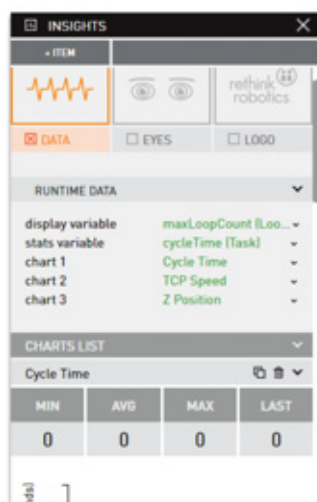 INSIGHTS
+ ITEM
rethink
robotics
DATA
EYES
LOGO
RUNTIME DATA
display variable maxLoopCount (Loo...
stats variable cycleTime (Task)
chart 1 Cycle Time
chart 2 TCP Speed
chart 3 Z Position
CHARTS LIST
Cycle Time
MIN AVG MAX LAST
0 0 0 0